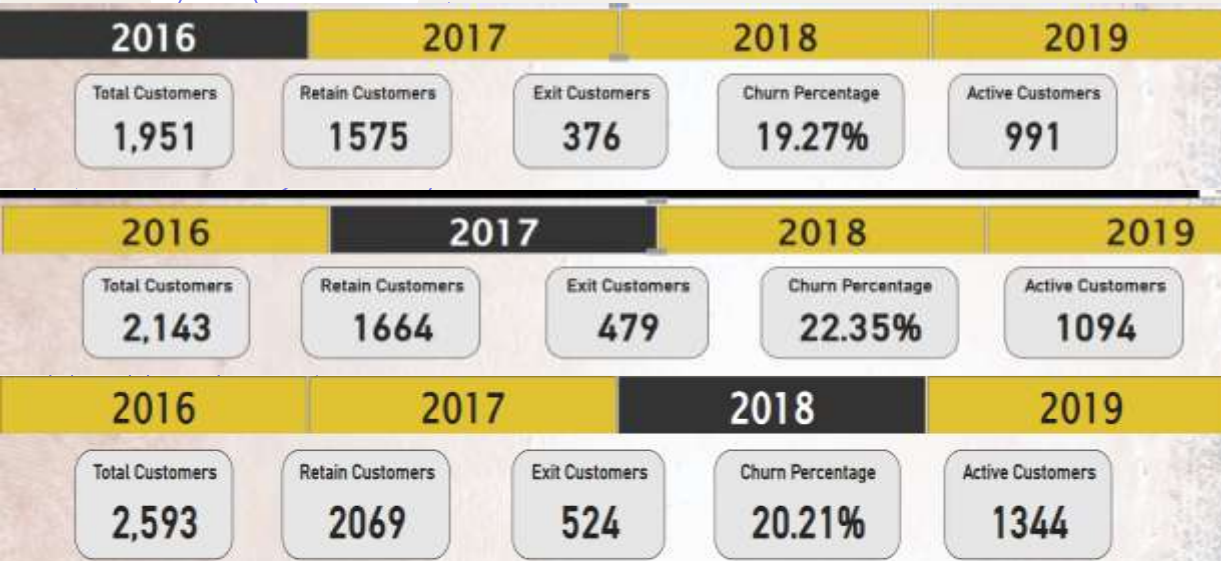 2016 2017 2018 2019
Total Customers Retain Customers Exit Customers Churn Percentage Active Customers
1,951 1575 376 19.27% 991
2016 2017 2018 2019
Total Customers Retain Customers Exit Customers Churn Percentage Active Customers
2,143 1664 479 22.35% 1094
2016 2017 2018 2019
Total Customers Retain Customers Exit Customers Churn Percentage Active Customers
2,593 2069 524 20.21% 1344